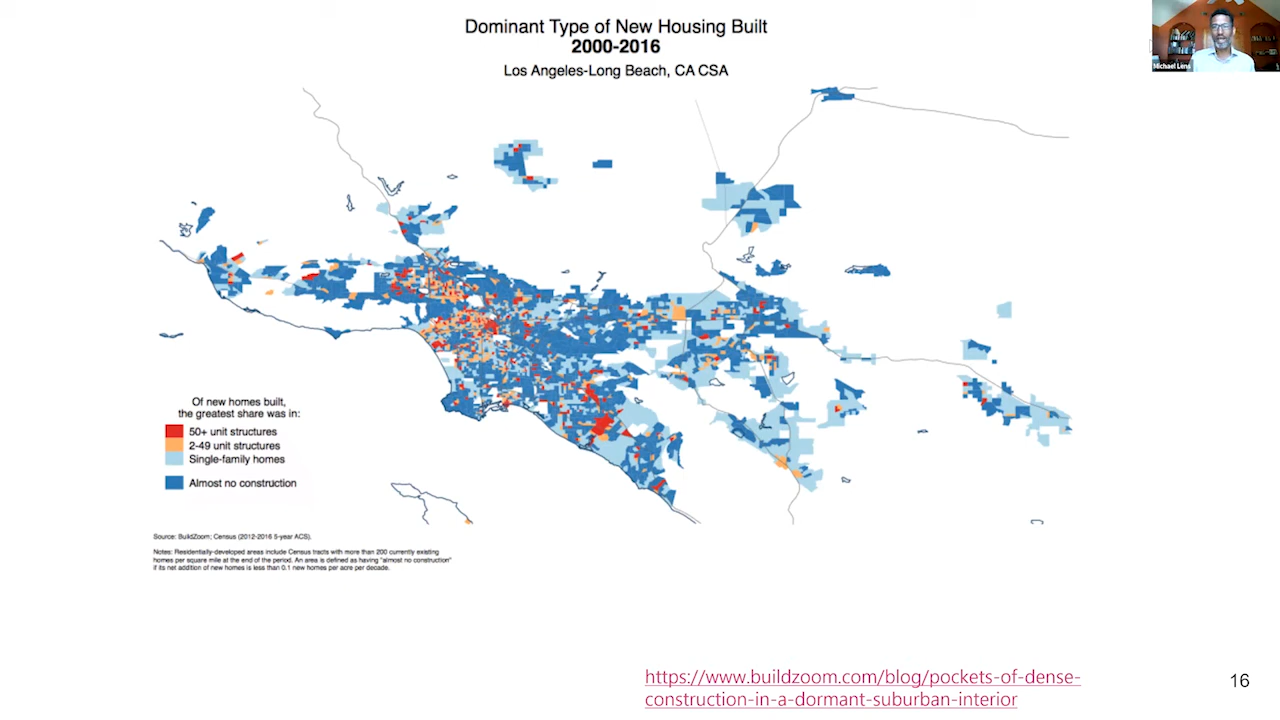 Dominant Type of New Housing Built
2000-2016
Los Angeles-Long Beach, CA CSA
Michael Lens
Of new homes built,
the greatest share was in:
50+ unit structures
2-49 unit structures
Single-family homes
Almost no construction
Source: BuildZoom; Census (2012-2016 5-year ACS).
Notes: Residentially-developed areas include Census tracts with more than 200 currently existing
homes per square mile at the end of the period. An area is defined as having "almost no construction"
if its net addition of new homes is less than 0.1 new homes per acre per decade.
https://www.buildzoom.com/blog/pockets-of-dense-
construction-in-a-dormant-suburban-interior
16